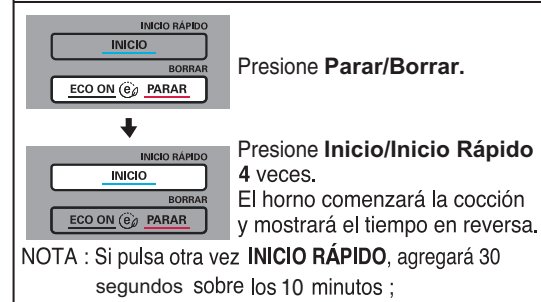 INICIO RÁPIDO
INICIO
BORRAR
ECO ON e PARAR
Presione Parar/Borrar.
INICIO RÁPIDO
INICIO
BORRAR
ECO ON e PARAR
Presione Inicio/Inicio Rápido
4 veces.
El horno comenzará la cocción
y mostrará el tiempo en reversa.
NOTA : Si pulsa otra vez INICIO RÁPIDO, agregará 30
segundos sobre los 10 minutos ;